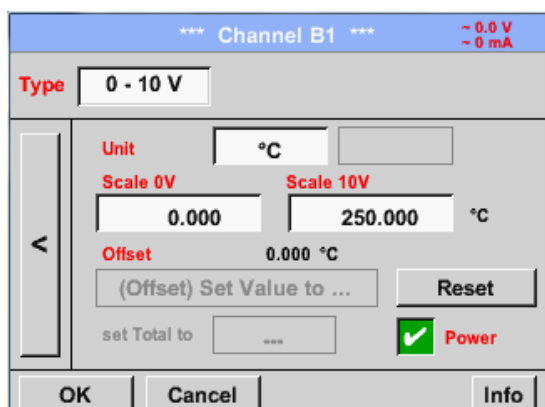 *** Channel B1 ***
~ 0.0 V
~ 0 mA
Type 0 - 10 V
Unit °C
Scale 0V Scale 10V
0.000 250.000 °C
<
Offset 0.000 °C
(Offset) Set Value to ... Reset
set Total to --- Power
OK Cancel Info